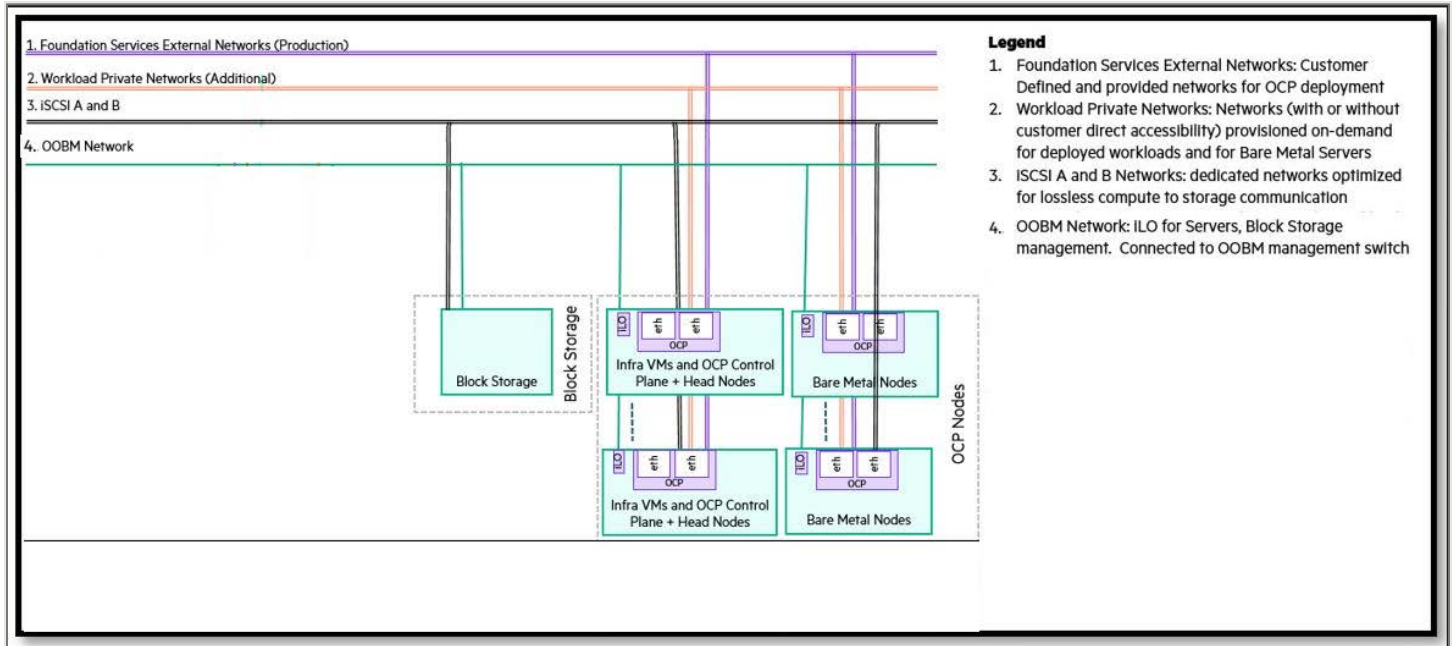 1. Foundation Services External Networks (Production)
2. Workload Private Networks (Additional)
3. iSCSI A and B
4. OOBM Network
Block Storage
Block Storage
iLO
eth
eth
OCP
Infra VMs and OCP Control
Plane + Head Nodes
iLO
eth
eth
OCP
Bare Metal Nodes
iLO
eth
eth
OCP
Infra VMs and OCP Control
Plane + Head Nodes
iLO
eth
eth
OCP
Bare Metal Nodes
OCP Nodes
Legend
1. Foundation Services External Networks: Customer
Defined and provided networks for OCP deployment
2. Workload Private Networks: Networks (with or without
customer direct accessibility) provisioned on-demand
for deployed workloads and for Bare Metal Servers
3. iSCSI A and B Networks: dedicated networks optimized
for lossless compute to storage communication
4. OOBM Network: iLO for Servers, Block Storage
management. Connected to OOBM management switch